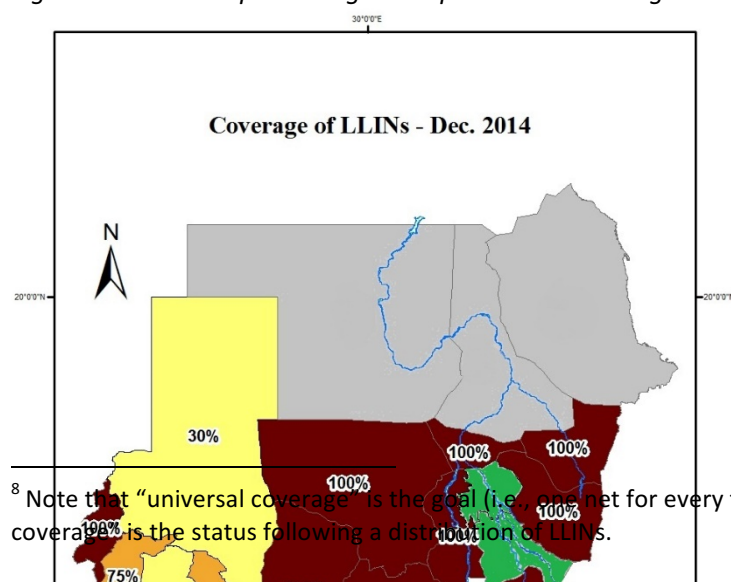 30°0'0"E
Coverage of LLINs - Dec. 2014
N
20°0'0"N
20°0'0"N
30%
100%
100%
100%
100%
8 Note that “universal coverage” is the goal (i.e., one net for every
100%
100%
coverage” is the status following a distribution of LLINs.
75%